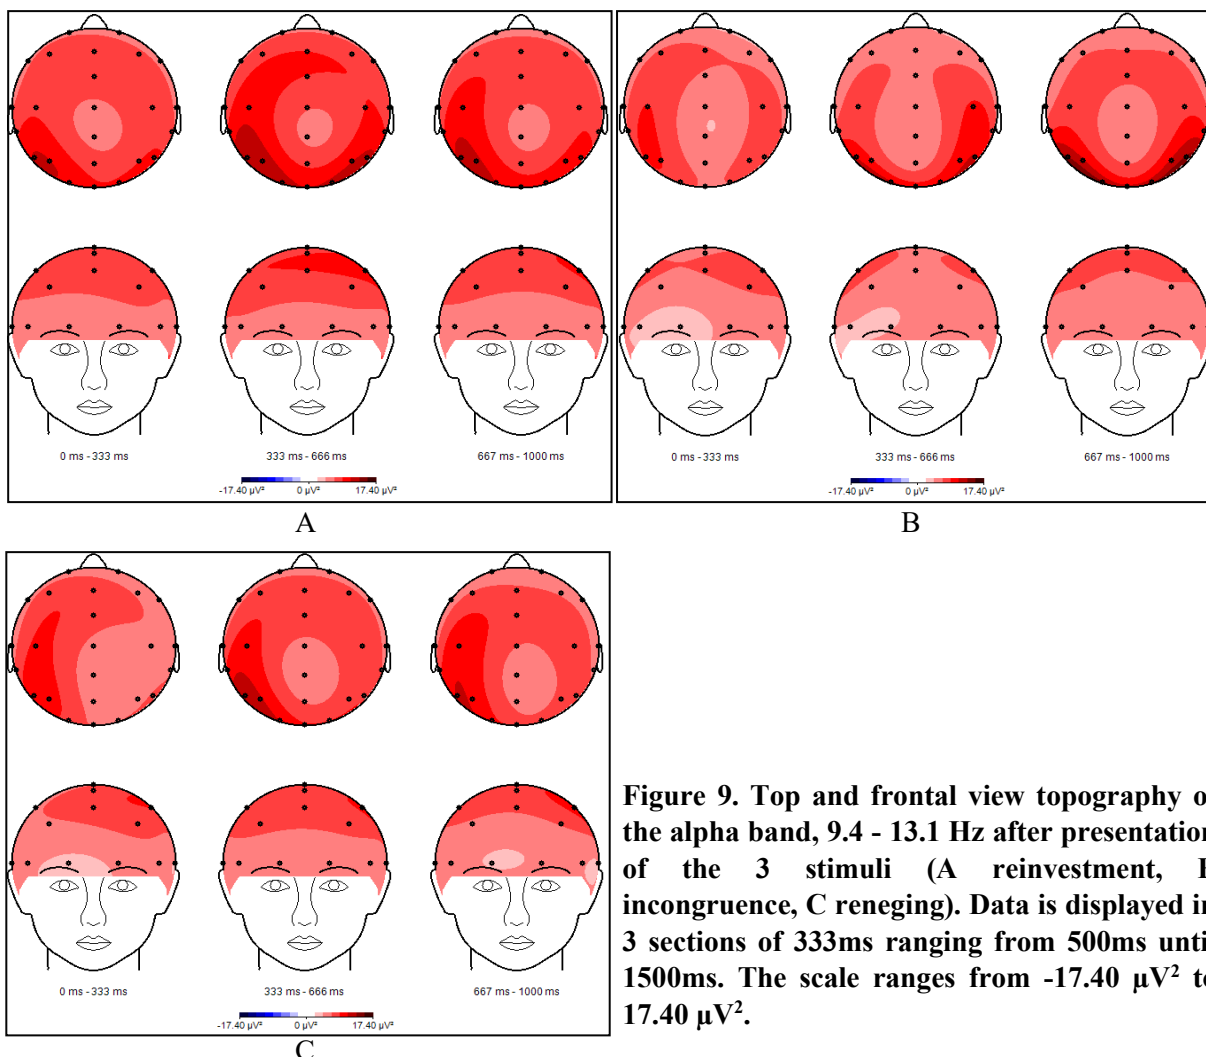 0 ms - 333 ms 333 ms - 666 ms 667 ms - 1000 ms
-17.40 µV² 0 µV² 17.40 µV²
A
0 ms - 333 ms 333 ms - 666 ms 667 ms - 1000 ms
-17.40 µV² 0 µV² 17.40 µV²
B
0 ms - 333 ms 333 ms - 666 ms 667 ms - 1000 ms
-17.40 µV² 0 µV² 17.40 µV²
C
Figure 9. Top and frontal view topography
the alpha band, 9.4 - 13.1 Hz after presentation
of the 3 stimuli (A reinvestment,
incongruence, C reneging). Data is displayed in
3 sections of 333ms ranging from 500ms until
1500ms. The scale ranges from -17.40 µV² to
17.40 µV².